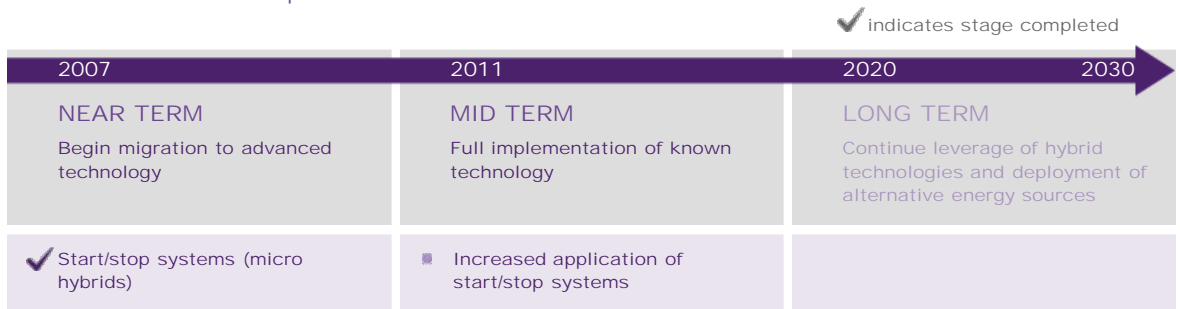 indicates stage completed
2007 2011 2020 2030
NEAR TERM
Begin migration to advanced
technology
MID TERM
Full implementation of known
technology
LONG TERM
Continue leverage of hybrid
technologies and deployment of
alternative energy sources
Start/stop systems (micro
hybrids)
Increased application of
start/stop systems